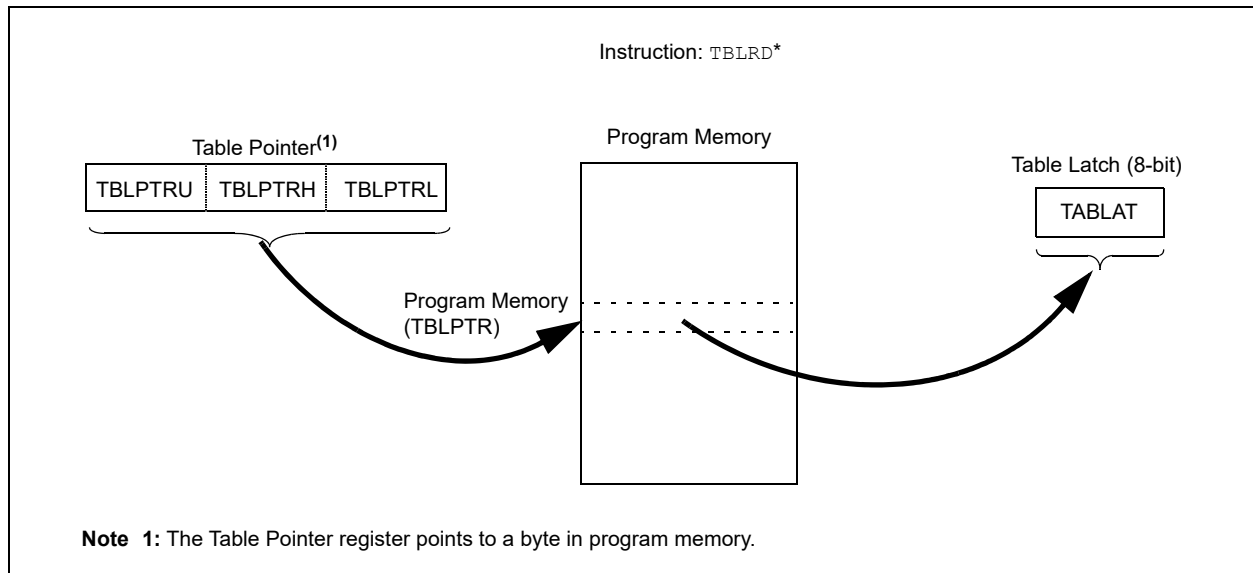 Instruction: TBLRD*
Table Pointer(1)
Program Memory
Table Latch (8-bit)
TBLPTRU TBLPTRH TBLPTRL
TABLAT
Program Memory
(TBLPTR)
Note 1: The Table Pointer register points to a byte in program memory.